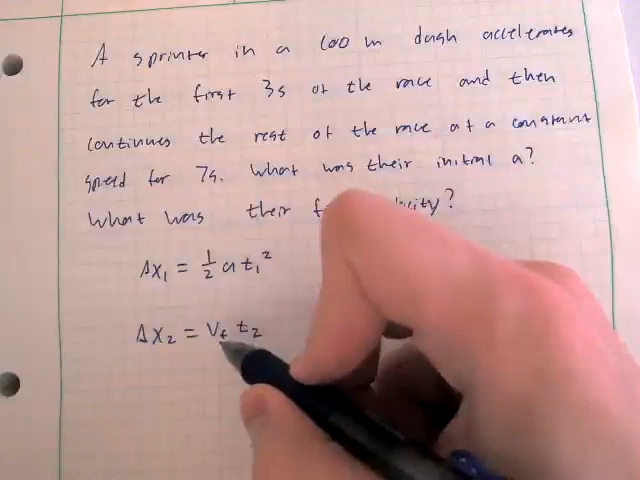 A sprinter in a 100 m dash accelerates
for the first 3s of the race and then
continues the rest of the race at a constant
speed for 7s. What was their initial a?
What was their
Δx₁ = ½ a t₁²
Δx₂ = v_f t₂